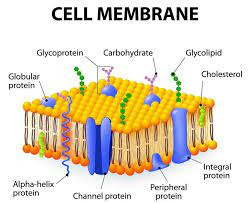 CELL MEMBRANE
Glycoprotein
Carbohydrate
Glycolipid
Globular
protein
Cholesterol
Alpha-helix
protein
Channel protein
Peripheral
protein
Integral
protein